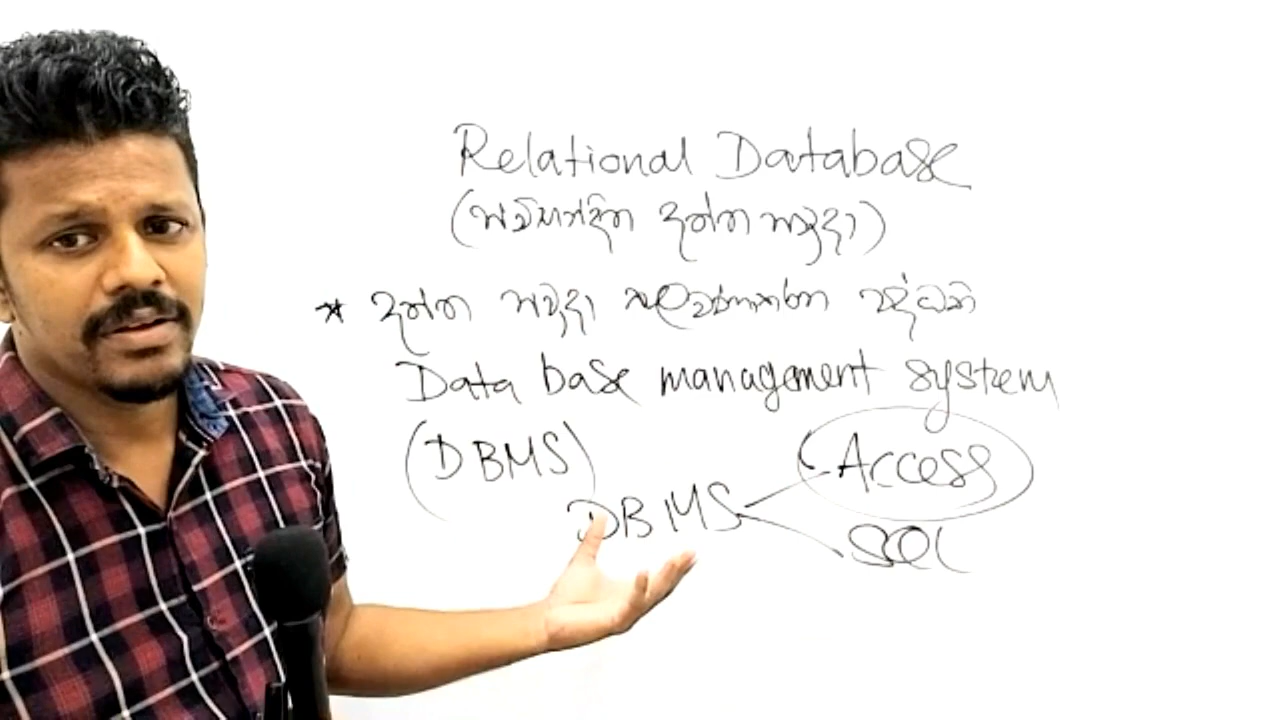 Relational Database
(සම්බන්ධිත දත්ත සමුදා)
* දත්ත සමුදා කළමනාකරණ පද්ධති
Data base management system
(DBMS)
DBMS
Access
SQL